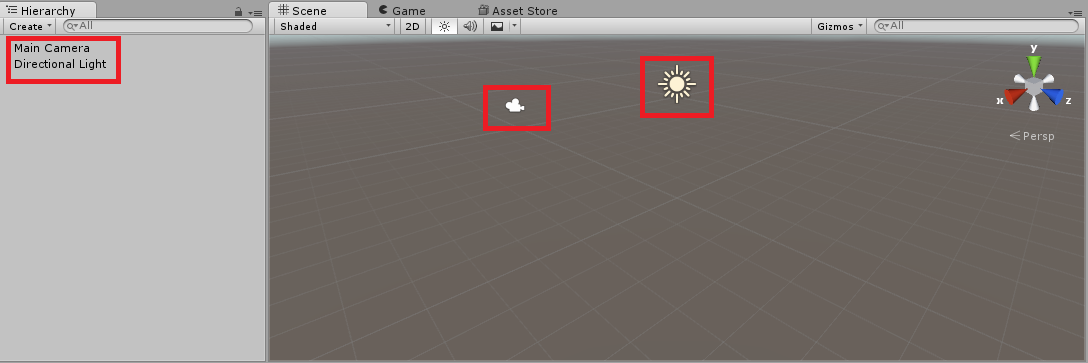 Hierarchy
Create
All
Main Camera
Directional Light
Scene
Game
Asset Store
Shaded
2D
Gizmos
All
y
x
z
Persp